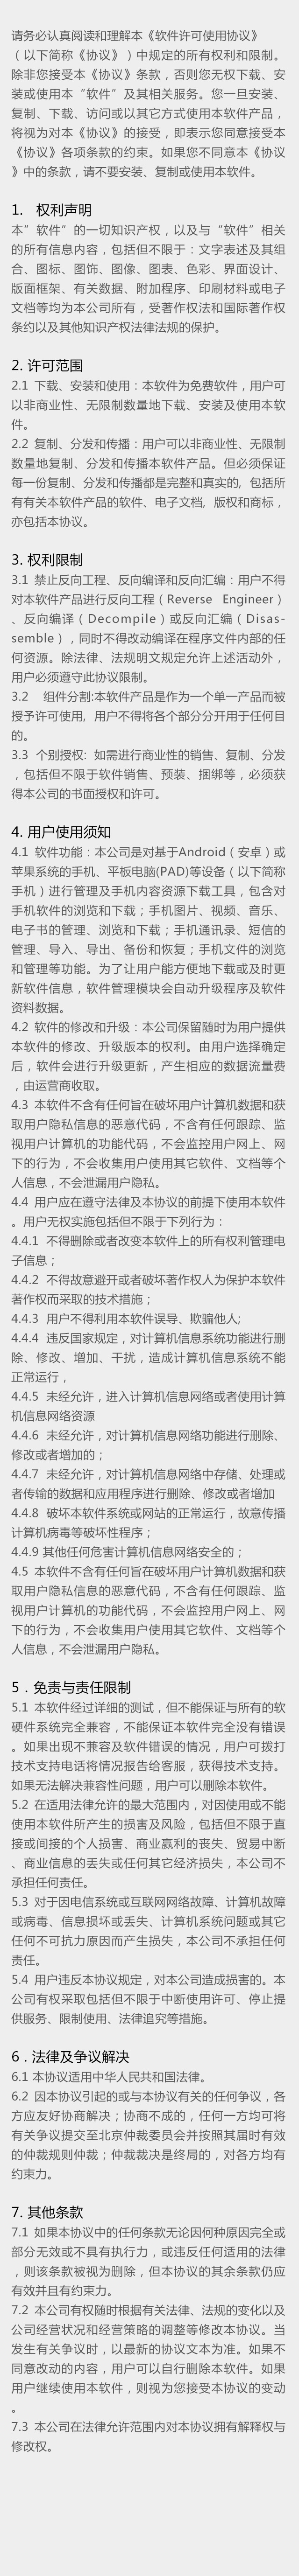 请务必认真阅读和理解本《软件许可使用协议》
（以下简称《协议》）中规定的所有权利和限制。
除非您接受本《协议》条款，否则您无权下载、安
装或使用本“软件”及其相关服务。您一旦安装、
复制、下载、访问或以其它方式使用本软件产品，
将视为对本《协议》的接受，即表示您同意接受本
《协议》各项条款的约束。如果您不同意本《协议
》中的条款，请不要安装、复制或使用本软件。
1. 权利声明
本”软件”的一切知识产权，以及与“软件”相关
的所有信息内容，包括但不限于：文字表述及其组
合、图标、图饰、图像、图表、色彩、界面设计、
版面框架、有关数据、附加程序、印刷材料或电子
文档等均为本公司所有，受著作权法和国际著作权
条约以及其他知识产权法律法规的保护。
2. 许可范围
2.1 下载、安装和使用：本软件为免费软件，用户可
以非商业性、无限制数量地下载、安装及使用本软
件。
2.2 复制、分发和传播：用户可以非商业性、无限制
数量地复制、分发和传播本软件产品。但必须保证
每一份复制、分发和传播都是完整和真实的, 包括所
有有关本软件产品的软件、电子文档, 版权和商标，
亦包括本协议。
3. 权利限制
3.1 禁止反向工程、反向编译和反向汇编：用户不得
对本软件产品进行反向工程（Reverse Engineer）
、反向编译（Decompile）或反向汇编（Disas-
semble），同时不得改动编译在程序文件内部的任
何资源。除法律、法规明文规定允许上述活动外，
用户必须遵守此协议限制。
3.2 组件分割:本软件产品是作为一个单一产品而被
授予许可使用, 用户不得将各个部分分开用于任何目
的。
3.3 个别授权: 如需进行商业性的销售、复制、分发
，包括但不限于软件销售、预装、捆绑等，必须获
得本公司的书面授权和许可。
4. 用户使用须知
4.1 软件功能：本公司是对基于Android（安卓）或
苹果系统的手机、平板电脑(PAD)等设备（以下简称
手机）进行管理及手机内容资源下载工具，包含对
手机软件的浏览和下载；手机图片、视频、音乐、
电子书的管理、浏览和下载；手机通讯录、短信的
管理、导入、导出、备份和恢复；手机文件的浏览
和管理等功能。为了让用户能方便地下载或及时更
新软件信息，软件管理模块会自动升级程序及软件
资料数据。
4.2 软件的修改和升级：本公司保留随时为用户提供
本软件的修改、升级版本的权利。由用户选择确定
后，软件会进行升级更新，产生相应的数据流量费
，由运营商收取。
4.3 本软件不含有任何旨在破坏用户计算机数据和获
取用户隐私信息的恶意代码，不含有任何跟踪、监
视用户计算机的功能代码，不会监控用户网上、网
下的行为，不会收集用户使用其它软件、文档等个
人信息，不会泄漏用户隐私。
4.4 用户应在遵守法律及本协议的前提下使用本软件
。用户无权实施包括但不限于下列行为：
4.4.1 不得删除或者改变本软件上的所有权利管理电
子信息；
4.4.2 不得故意避开或者破坏著作权人为保护本软件
著作权而采取的技术措施；
4.4.3 用户不得利用本软件误导、欺骗他人;
4.4.4 违反国家规定，对计算机信息系统功能进行删
除、修改、增加、干扰，造成计算机信息系统不能
正常运行，
4.4.5 未经允许，进入计算机信息网络或者使用计算
机信息网络资源
4.4.6 未经允许，对计算机信息网络功能进行删除、
修改或者增加的；
4.4.7 未经允许，对计算机信息网络中存储、处理或
者传输的数据和应用程序进行删除、修改或者增加
4.4.8 破坏本软件系统或网站的正常运行，故意传播
计算机病毒等破坏性程序；
4.4.9 其他任何危害计算机信息网络安全的；
4.5 本软件不含有任何旨在破坏用户计算机数据和获
取用户隐私信息的恶意代码，不含有任何跟踪、监
视用户计算机的功能代码，不会监控用户网上、网
下的行为，不会收集用户使用其它软件、文档等个
人信息，不会泄漏用户隐私。
5．免责与责任限制
5.1 本软件经过详细的测试，但不能保证与所有的软
硬件系统完全兼容，不能保证本软件完全没有错误
。如果出现不兼容及软件错误的情况，用户可拨打
技术支持电话将情况报告给客服，获得技术支持。
如果无法解决兼容性问题，用户可以删除本软件。
5.2 在适用法律允许的最大范围内，对因使用或不能
使用本软件所产生的损害及风险，包括但不限于直
接或间接的个人损害、商业赢利的丧失、贸易中断
、商业信息的丢失或任何其它经济损失，本公司不
承担任何责任。
5.3 对于因电信系统或互联网网络故障、计算机故障
或病毒、信息损坏或丢失、计算机系统问题或其它
任何不可抗力原因而产生损失，本公司不承担任何
责任。
5.4 用户违反本协议规定，对本公司造成损害的。本
公司有权采取包括但不限于中断使用许可、停止提
供服务、限制使用、法律追究等措施。
6．法律及争议解决
6.1 本协议适用中华人民共和国法律。
6.2 因本协议引起的或与本协议有关的任何争议，各
方应友好协商解决；协商不成的，任何一方均可将
有关争议提交至北京仲裁委员会并按照其届时有效
的仲裁规则仲裁；仲裁裁决是终局的，对各方均有
约束力。
7. 其他条款
7.1 如果本协议中的任何条款无论因何种原因完全或
部分无效或不具有执行力，或违反任何适用的法律
，则该条款被视为删除，但本协议的其余条款仍应
有效并且有约束力。
7.2 本公司有权随时根据有关法律、法规的变化以及
公司经营状况和经营策略的调整等修改本协议。当
发生有关争议时，以最新的协议文本为准。如果不
同意改动的内容，用户可以自行删除本软件。如果
用户继续使用本软件，则视为您接受本协议的变动
。
7.3 本公司在法律允许范围内对本协议拥有解释权与
修改权。